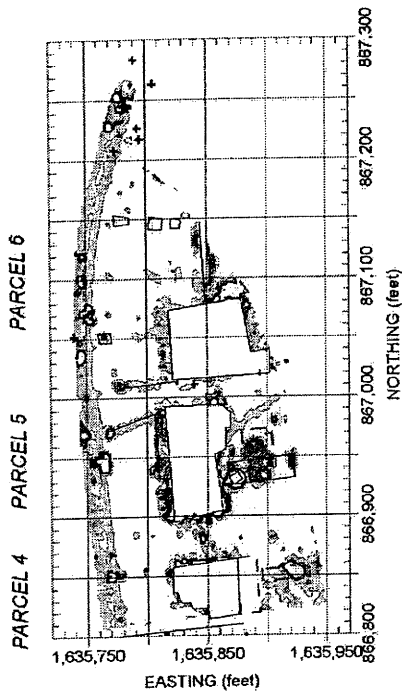 PARCEL 4
PARCEL 5
PARCEL 6
866,800
866,900
867,000
867,100
867,200
867,300
NORTHING (feet)
1,635,750
1,635,850
1,635,950
EASTING (feet)